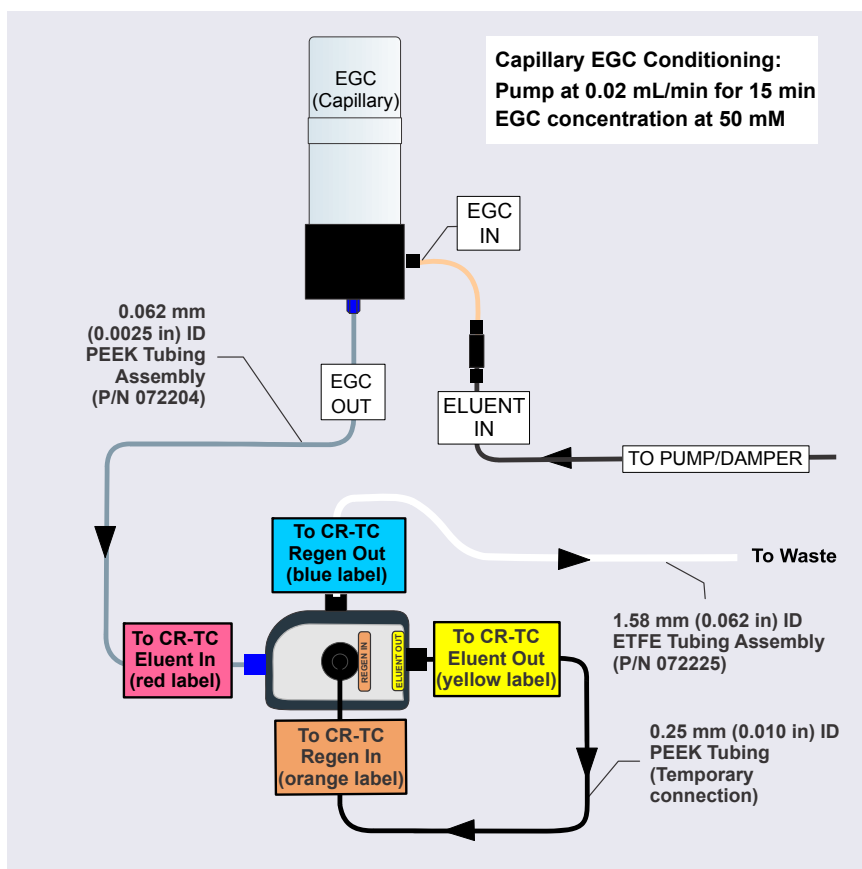 EGC
(Capillary)
Capillary EGC Conditioning:
Pump at 0.02 mL/min for 15 min
EGC concentration at 50 mM
EGC
IN
0.062 mm
(0.0025 in) ID
PEEK Tubing
Assembly
(P/N 072204)
EGC
OUT
ELUENT
IN
TO PUMP/DAMPER
To CR-TC
Regen Out
(blue label)
To Waste
1.58 mm (0.062 in) ID
ETFE Tubing Assembly
(P/N 072225)
To CR-TC
Eluent In
(red label)
REGEN IN
ELUENT OUT
To CR-TC
Eluent Out
(yellow label)
To CR-TC
Regen In
(orange label)
0.25 mm (0.010 in) ID
PEEK Tubing
(Temporary
connection)